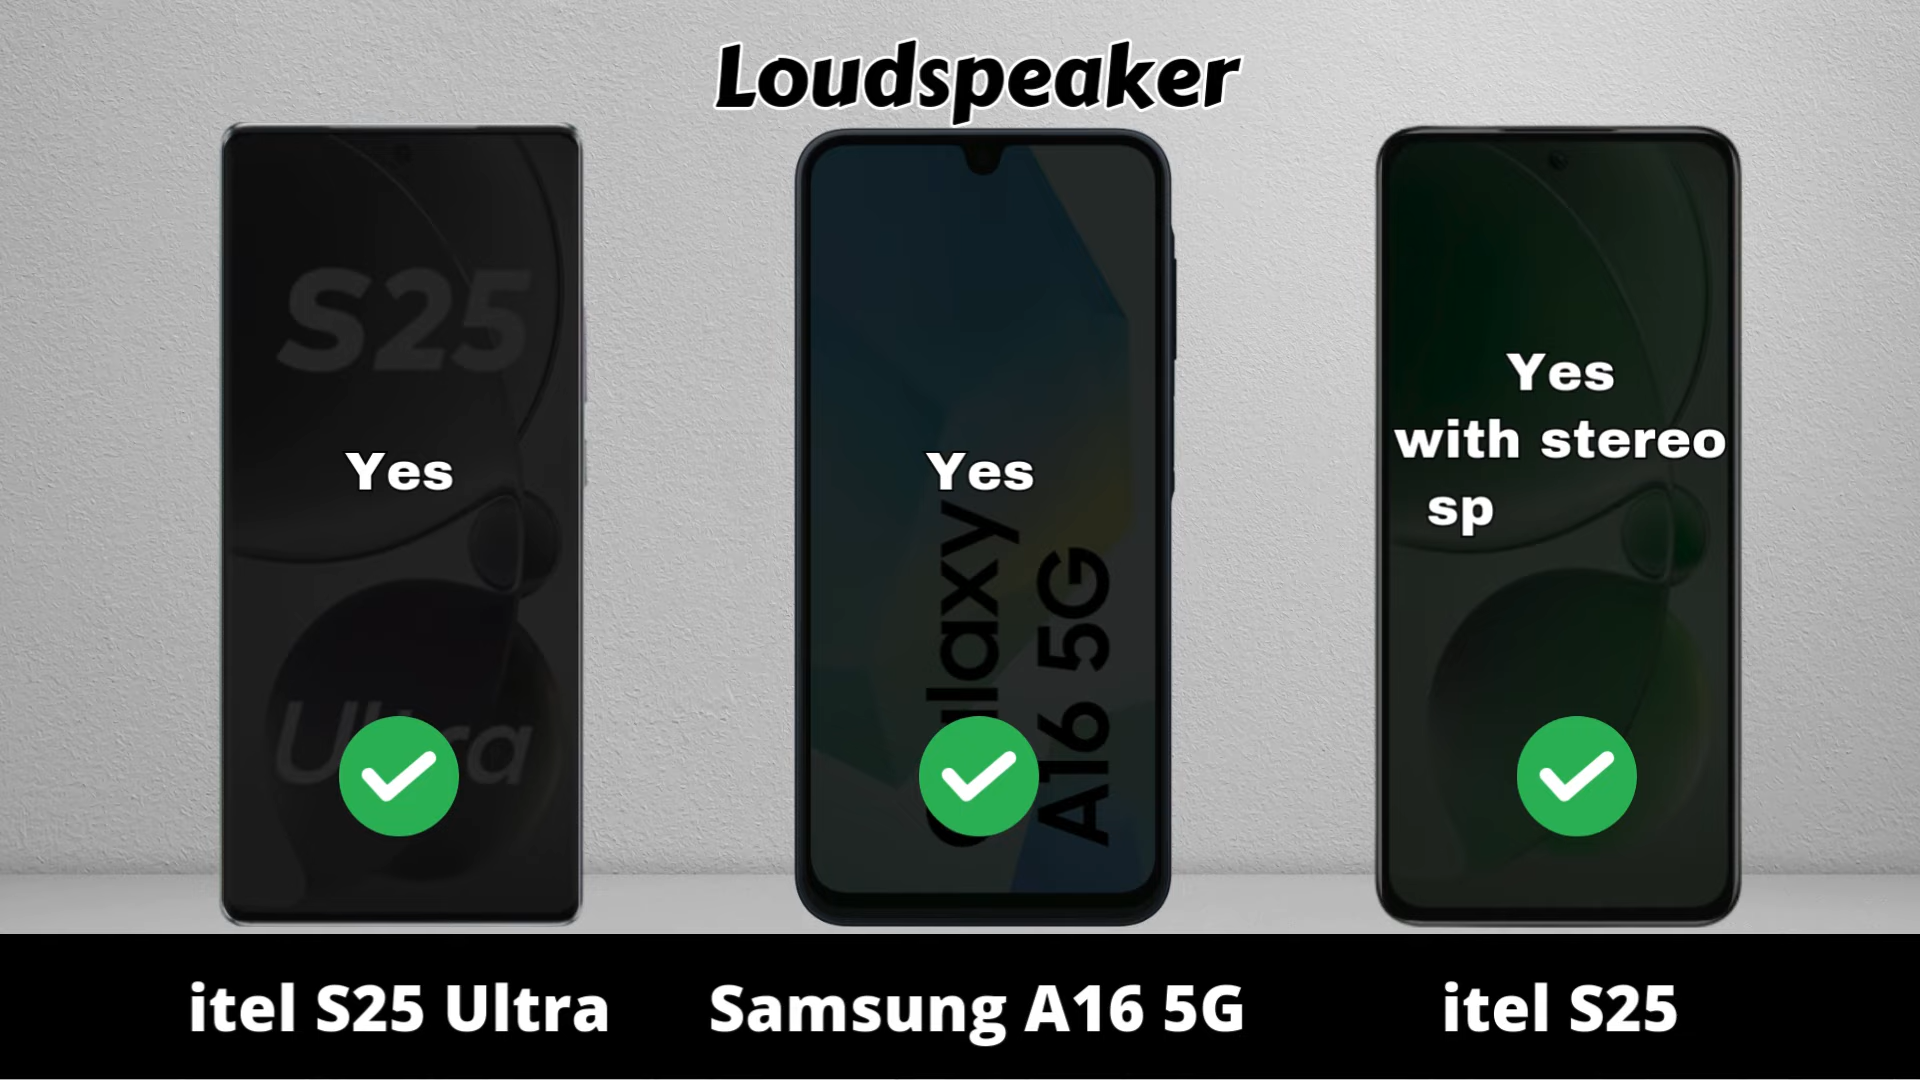 Loudspeaker
S25
Ultra
Yes
Yes
Galaxy
A16 5G
Yes
with stereo
sp
itel S25 Ultra
Samsung A16 5G
itel S25